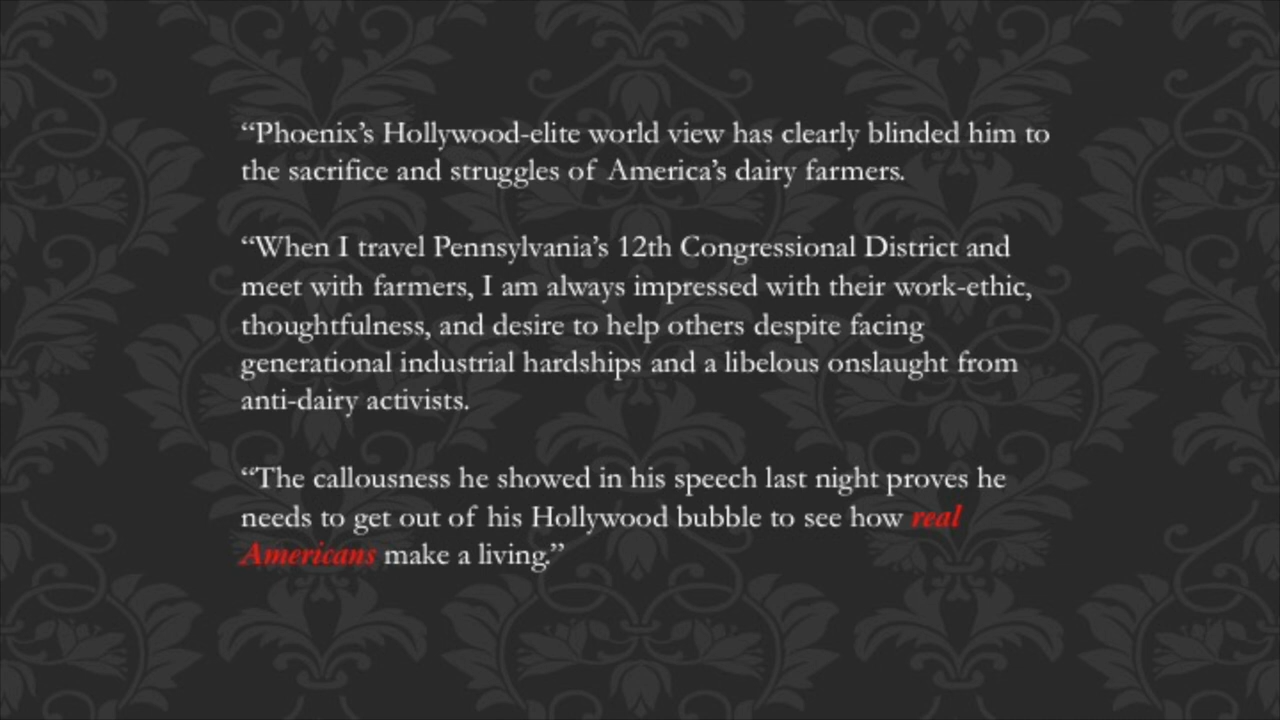 “Phoenix’s Hollywood-elite world view has clearly blinded him to
the sacrifice and struggles of America’s dairy farmers.
“When I travel Pennsylvania’s 12th Congressional District and
meet with farmers, I am always impressed with their work-ethic,
thoughtfulness, and desire to help others despite facing
generational industrial hardships and a libelous onslaught from
anti-dairy activists.
“The callousness he showed in his speech last night proves he
needs to get out of his Hollywood bubble to see how real
Americans make a living.”